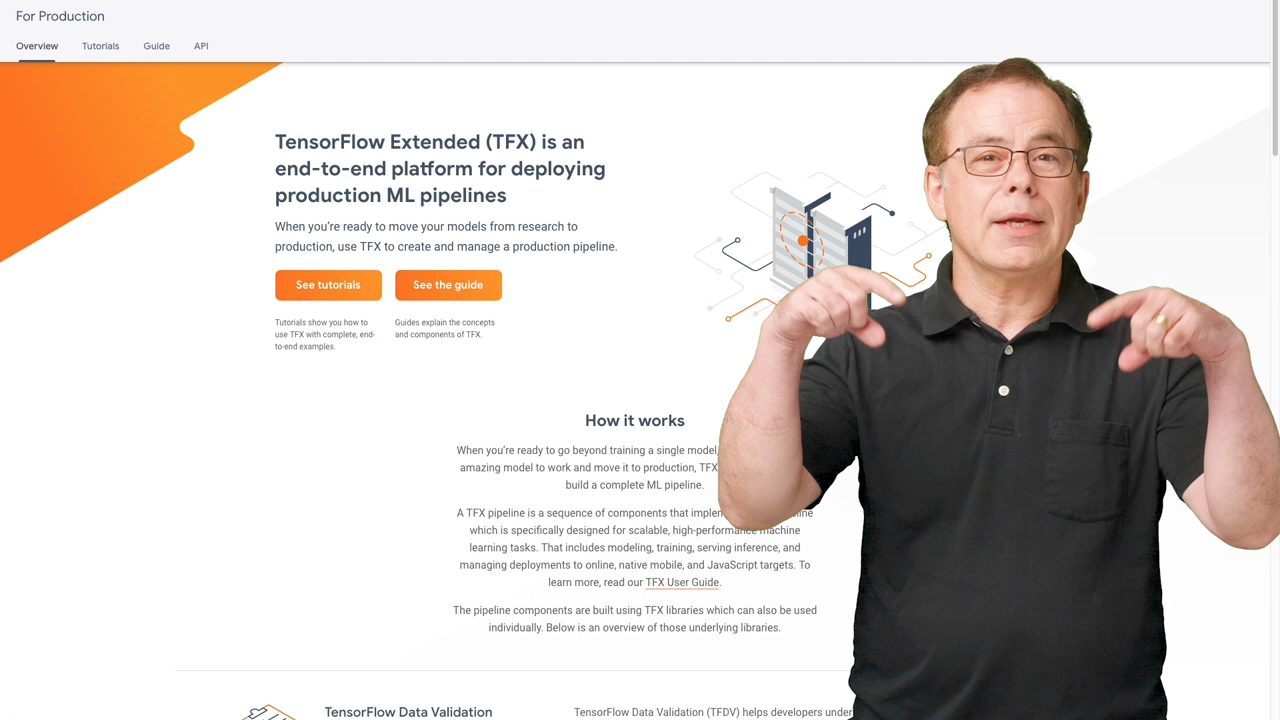 For Production
Overview Tutorials Guide API
TensorFlow Extended (TFX) is an
end-to-end platform for deploying
production ML pipelines
When you're ready to move your models from research to
production, use TFX to create and manage a production pipeline.
See tutorials See the guide
Tutorials show you how to
use TFX with complete, end-
to-end examples.
Guides explain the concepts
and components of TFX.
How it works
When you're ready to go beyond training a single model,
amazing model to work and move it to production, TFX
build a complete ML pipeline.
A TFX pipeline is a sequence of components that
which is specifically designed for scalable, high-performance machine
learning tasks. That includes modeling, training, serving inference, and
managing deployments to online, native mobile, and JavaScript targets. To
learn more, read our TFX User Guide.
The pipeline components are built using TFX libraries which can also be used
individually. Below is an overview of those underlying libraries.
TensorFlow Data Validation
TensorFlow Data Validation (TFDV) helps developers